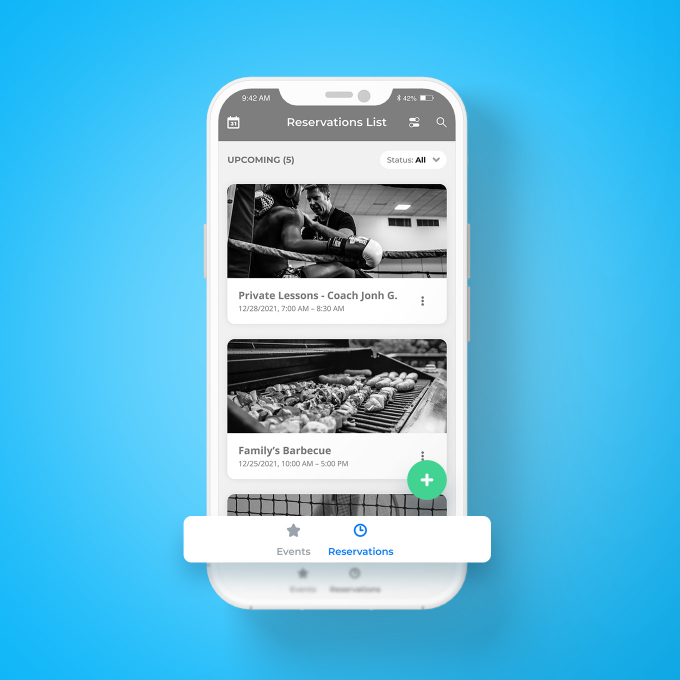 9:42 AM
42%
31
Reservations List
UPCOMING (5)
Status: All
Private Lessons - Coach Jonh G.
12/28/2021, 7:00 AM – 8:30 AM
Family's Barbecue
12/25/2021, 10:00 AM – 5:00 PM
Events
Reservations
Events
Reservations